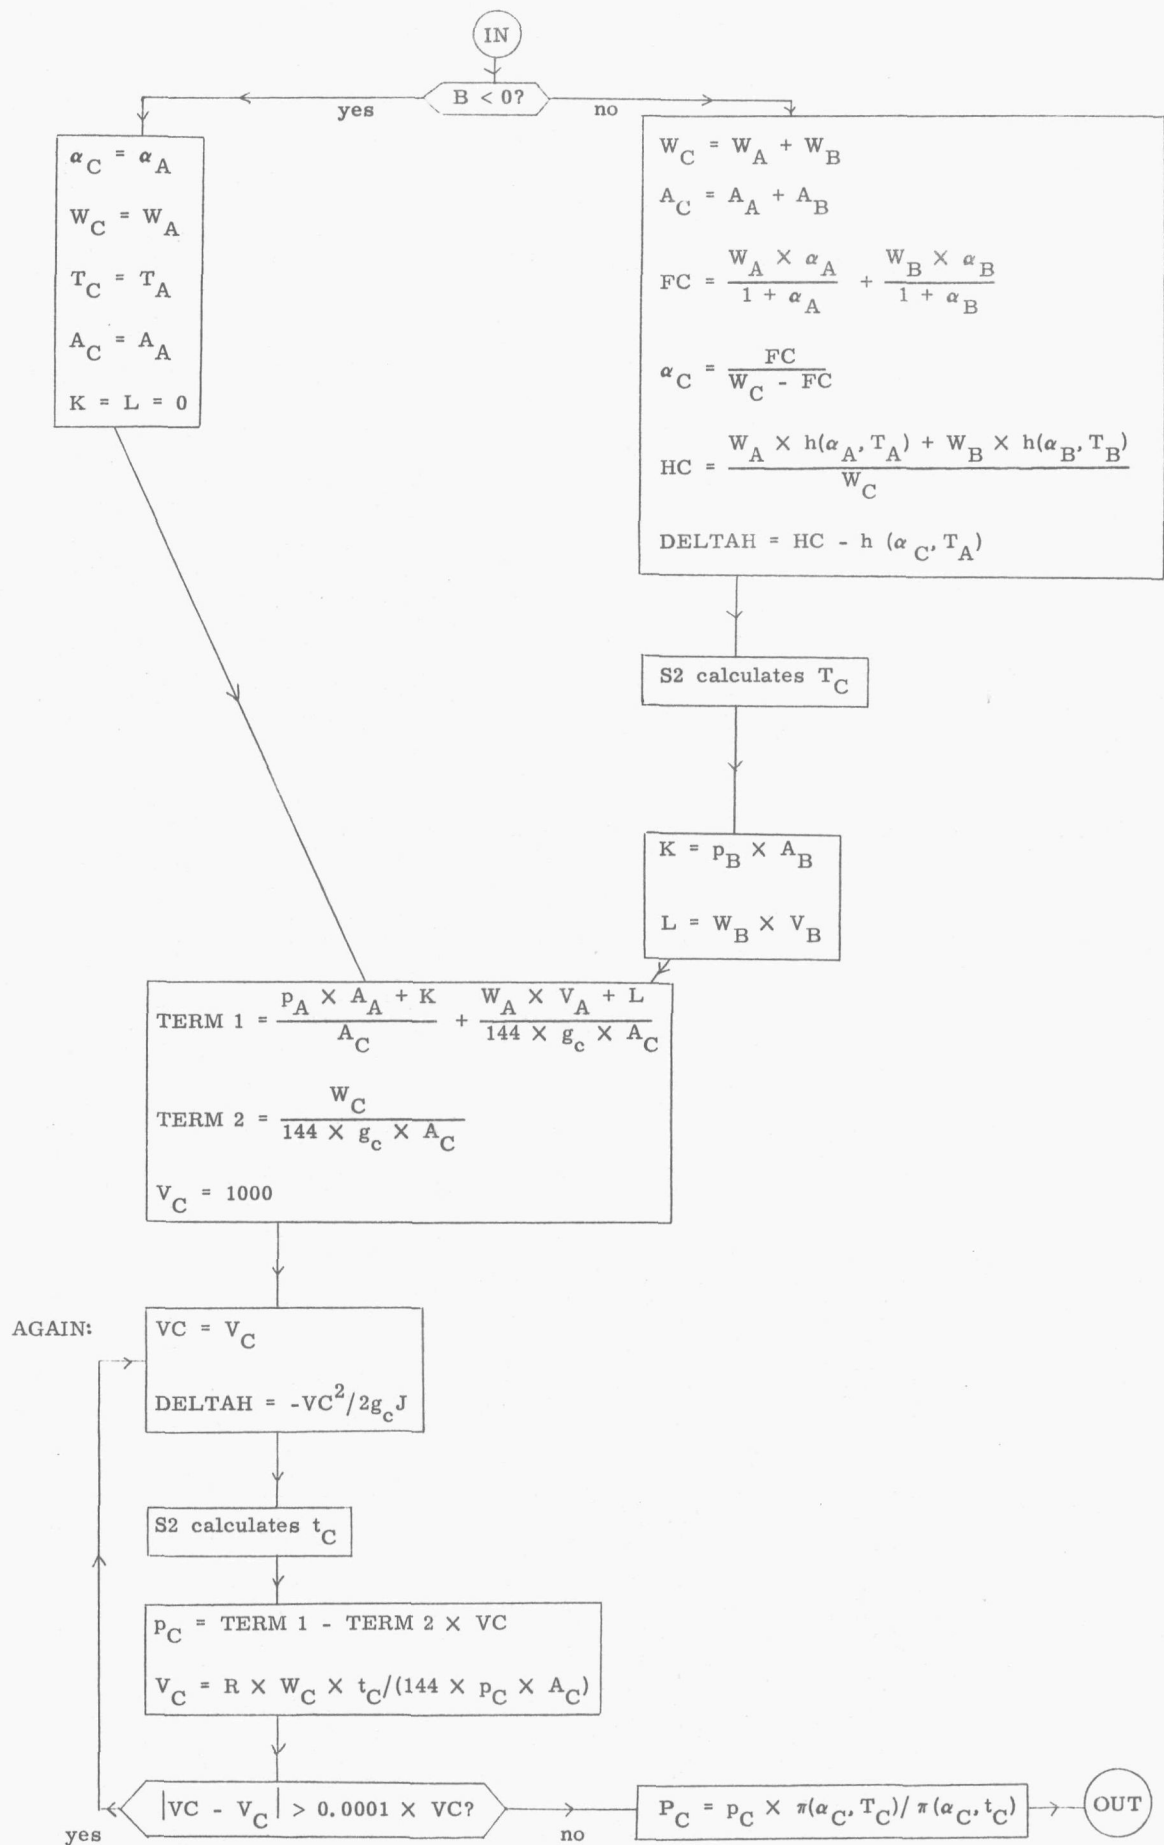 IN
B < 0?
yes
no
α_C = α_A
W_C = W_A
T_C = T_A
A_C = A_A
K = L = 0
W_C = W_A + W_B
A_C = A_A + A_B
FC = (W_A × α_A)/(1 + α_A) + (W_B × α_B)/(1 + α_B)
α_C = FC/(W_C - FC)
HC = (W_A × h(α_A, T_A) + W_B × h(α_B, T_B))/W_C
DELTAH = HC - h (α_C, T_A)
S2 calculates T_C
K = p_B × A_B
L = W_B × V_B
TERM 1 = (p_A × A_A + K)/A_C + (W_A × V_A + L)/(144 × g_c × A_C)
TERM 2 = W_C/(144 × g_c × A_C)
V_C = 1000
AGAIN:
VC = V_C
DELTAH = -VC²/2g_cJ
S2 calculates t_C
p_C = TERM 1 - TERM 2 × VC
V_C = R × W_C × t_C/(144 × p_C × A_C)
|VC - V_C| > 0.0001 × VC?
yes
no
P_C = p_C × π(α_C, T_C)/ π(α_C, t_C)
OUT